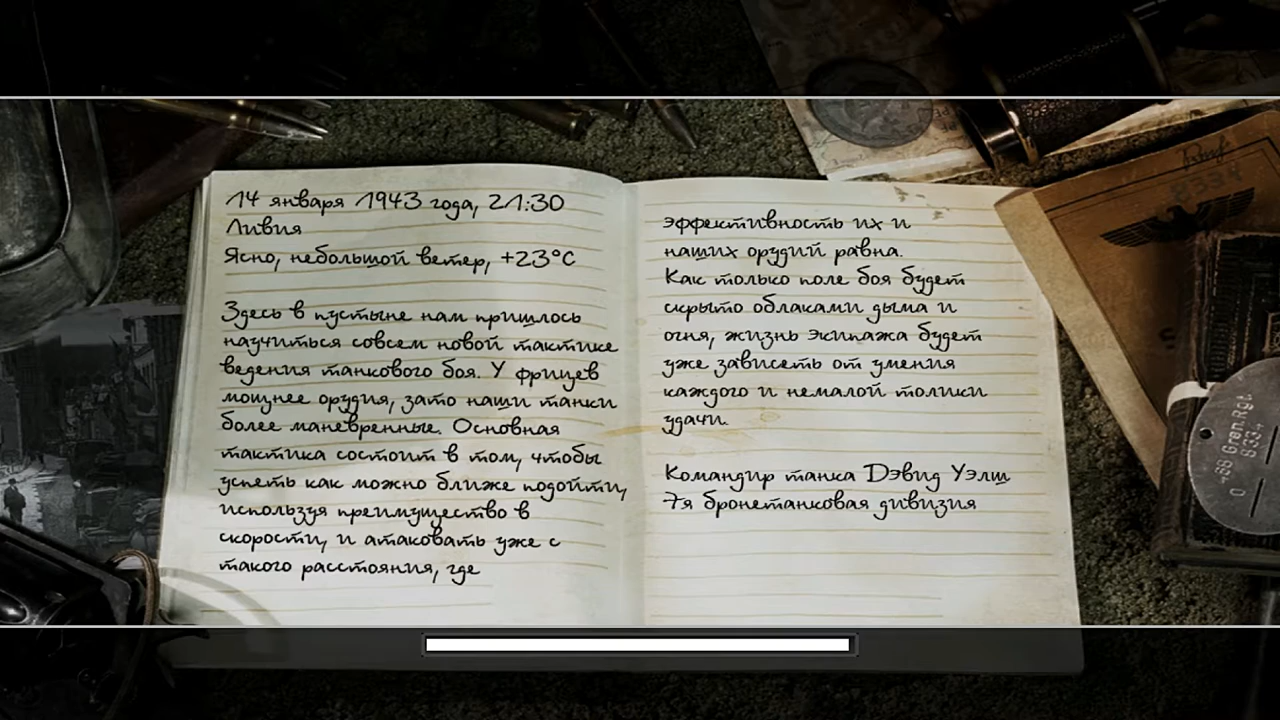 14 января 1943 года, 21:30
Ливия
Ясно, небольшой ветер, +23°C
Здесь в пустыне нам пришлось
научиться совсем новой тактике
ведения танкового боя. У фрицев
мощнее орудия, зато наши танки
более маневренные. Основная
тактика состоит в том, чтобы
успеть как можно ближе подойти,
используя преимущество в
скорости, и атаковать уже с
такого расстояния, где
эффективность их и
наших орудий равна.
Как только поле боя будет
скрыто облаками дыма и
огня, жизнь экипажа будет
уже зависеть от умения
каждого и немалой толики
удачи.
Командир танка Дэвид Уэлш
7я бронетанковая дивизия
8334
Gran.Rgt.
833